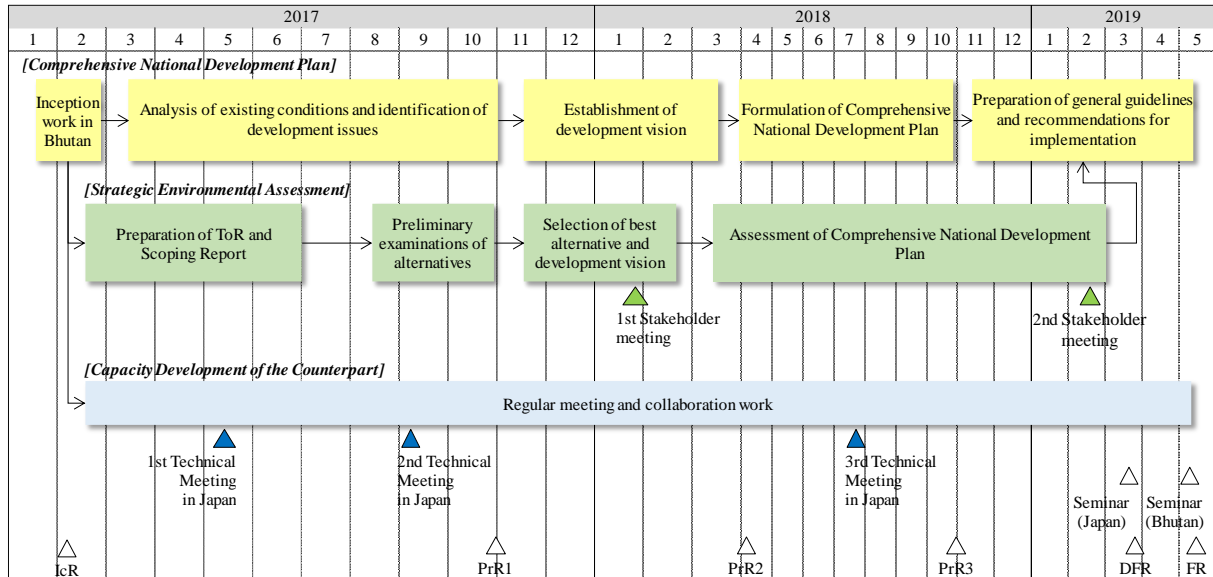 2017 2018 2019
1 2 3 4 5 6 7 8 9 10 11 12 1 2 3 4 5 6 7 8 9 10 11 12 1 2 3 4 5
[Comprehensive National Development Plan]
Inception
work in
Bhutan
Analysis of existing conditions and identification of
development issues
Establishment of
development vision
Formulation of Comprehensive
National Development Plan
Preparation of general guidelines
and recommendations for
implementation
[Strategic Environmental Assessment]
Preparation of ToR and
Scoping Report
Preliminary
examinations of
alternatives
Selection of best
alternative and
development vision
Assessment of Comprehensive National Development
Plan
1st Stakeholder
meeting
2nd Stakeholder
meeting
[Capacity Development of the Counterpart]
Regular meeting and collaboration work
1st Technical
Meeting
in Japan
2nd Technical
Meeting
in Japan
3rd Technical
Meeting
in Japan
Seminar
(Japan)
Seminar
(Bhutan)
IcR PrR1 PrR2 PrR3 DFR FR